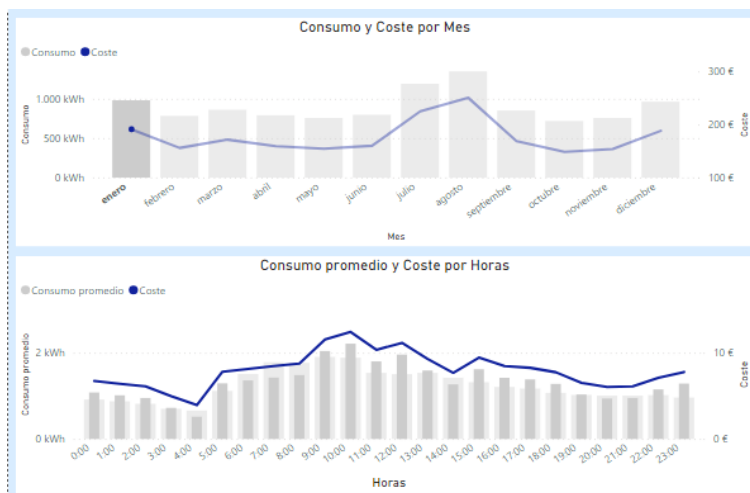 Consumo y Coste por Mes
Consumo Coste
300 €
1.000 kWh
200 €
500 kWh
0 kWh
100 €
Consumo
Coste
enero febrero marzo abril mayo junio julio agosto septiembre octubre noviembre diciembre
Mes
Consumo promedio y Coste por Horas
Consumo promedio Coste
2 kWh
10 €
0 kWh
0 €
Consumo promedio
Coste
0:00 1:00 2:00 3:00 4:00 5:00 6:00 7:00 8:00 9:00 10:00 11:00 12:00 13:00 14:00 15:00 16:00 17:00 18:00 19:00 20:00 21:00 22:00 23:00
Horas